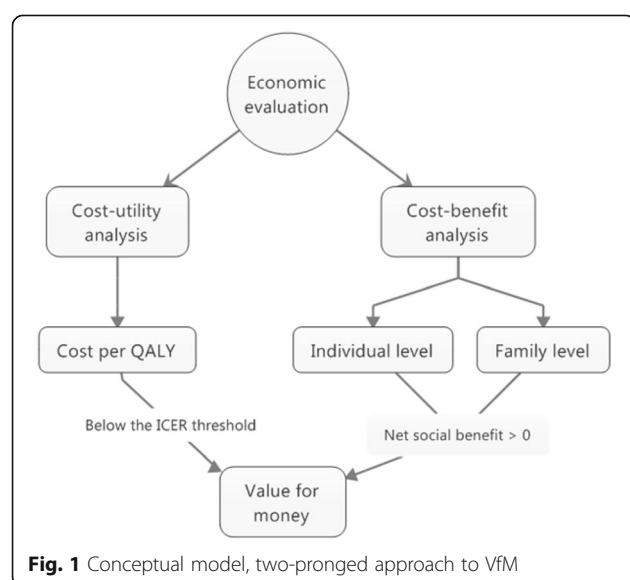 Economic
evaluation
Cost-utility
analysis
Cost-benefit
analysis
Cost per QALY
Individual level
Family level
Below the ICER threshold
Net social benefit > 0
Value for
money
Fig. 1 Conceptual model, two-pronged approach to VfM